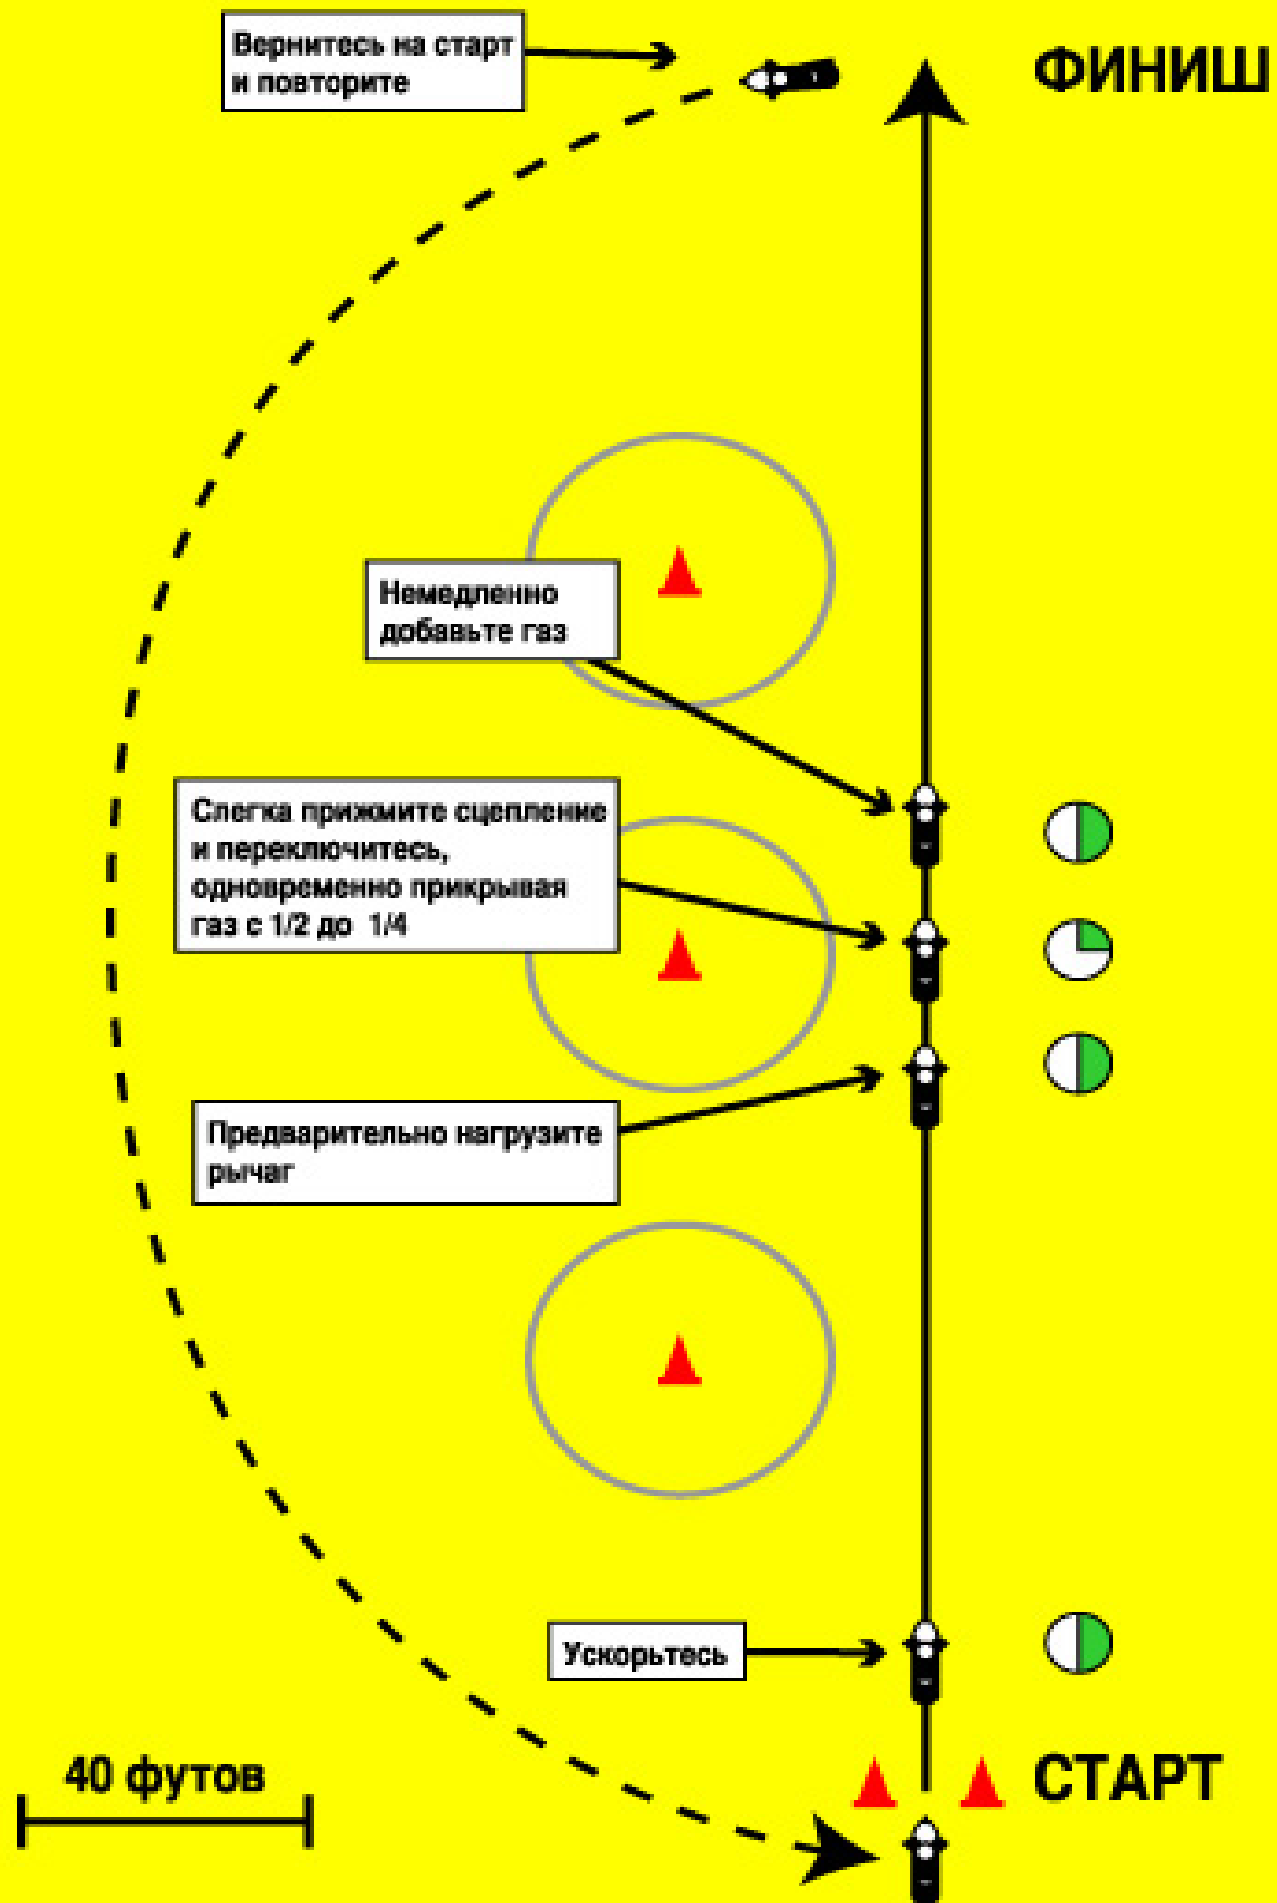 Вернитесь на старт
и повторите
ФИНИШ
Немедленно
добавьте газ
Слегка прижмите сцепление
и переключитесь,
одновременно прикрывая
газ с 1/2 до 1/4
Предварительно нагрузите
рычаг
Ускорьтесь
40 футов
СТАРТ